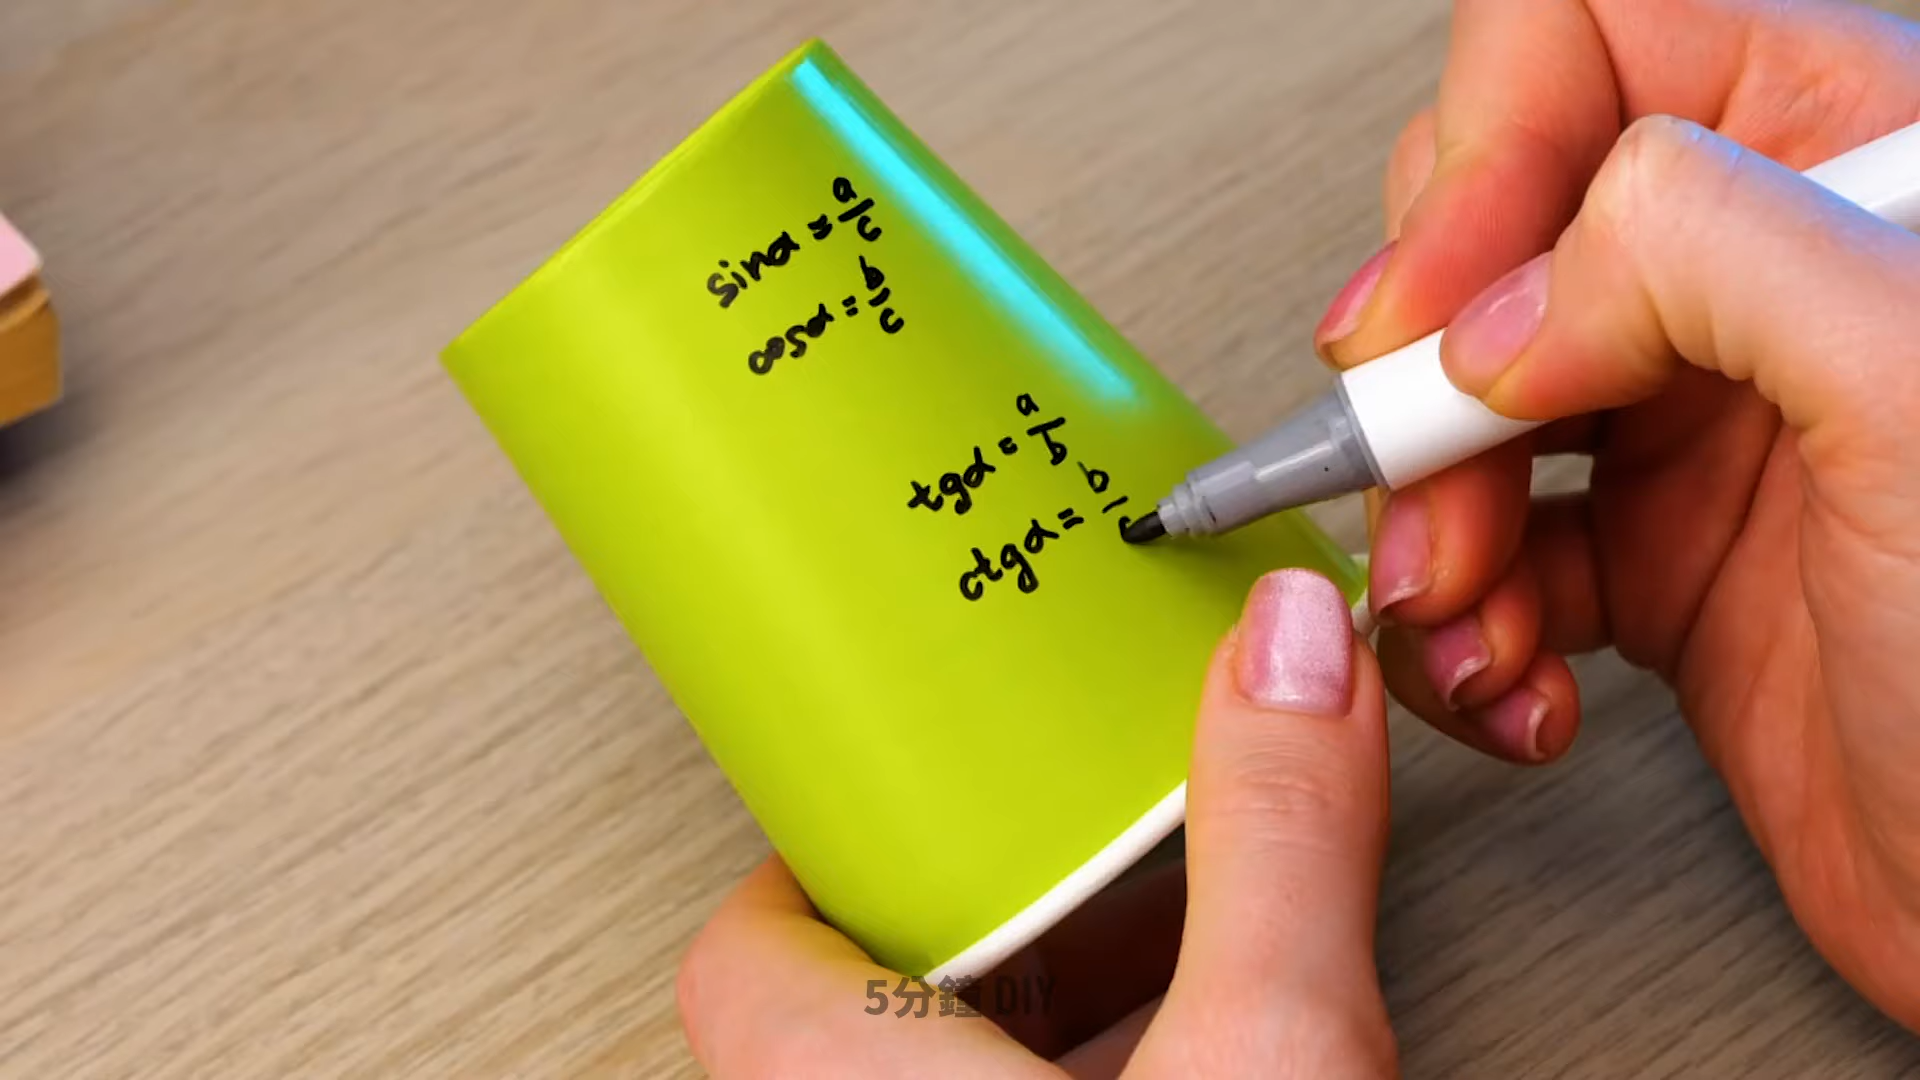 sinα = a/c
cosα = b/c
tgα = a/b
ctgα = b/
5分鐘 DIY